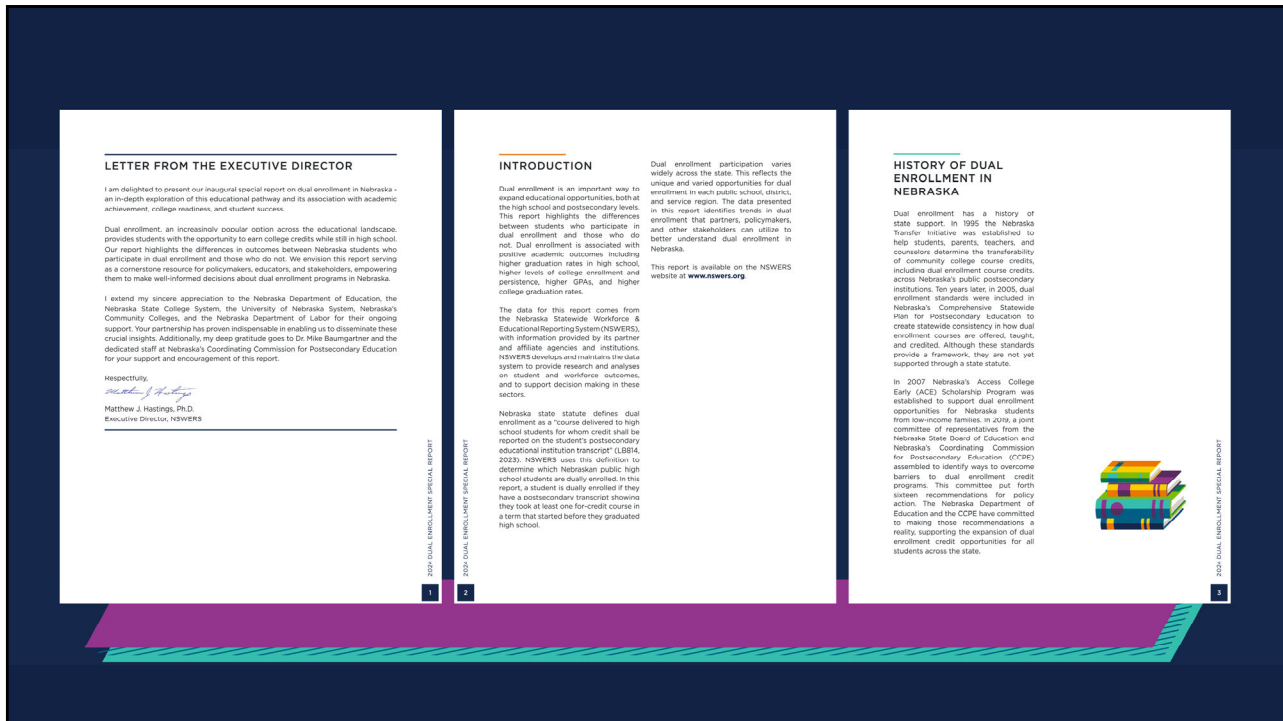 LETTER FROM THE EXECUTIVE DIRECTOR
I am delighted to present our inaugural special report on dual enrollment in Nebraska -
an in-depth exploration of this educational pathway and its association with academic
achievement, college readiness, and student success.
Dual enrollment, an increasingly popular option across the educational landscape,
provides students with the opportunity to earn college credits while still in high school.
Our report highlights the differences in outcomes between Nebraska students who
participate in dual enrollment and those who do not. We envision this report serving
as a cornerstone resource for policymakers, educators, and stakeholders, empowering
them to make well-informed decisions about dual enrollment programs in Nebraska.
I extend my sincere appreciation to the Nebraska Department of Education, the
Nebraska State College System, the University of Nebraska System, Nebraska's
Community Colleges, and the Nebraska Department of Labor for their ongoing
support. Your partnership has proven indispensable in enabling us to disseminate these
crucial insights. Additionally, my deep gratitude goes to Dr. Mike Baumgartner and the
dedicated staff at Nebraska's Coordinating Commission for Postsecondary Education
for your support and encouragement of this report.
Respectfully,
Matthew J. Hastings
Matthew J. Hastings, Ph.D.
Executive Director, NSWERS
2024 DUAL ENROLLMENT SPECIAL REPORT
1
INTRODUCTION
Dual enrollment is an important way to
expand educational opportunities, both at
the high school and postsecondary levels.
This report highlights the differences
between students who participate in
dual enrollment and those who do
not. Dual enrollment is associated with
positive academic outcomes including
higher graduation rates in high school,
higher levels of college enrollment and
persistence, higher GPAs, and higher
college graduation rates.
The data for this report comes from
the Nebraska Statewide Workforce &
Educational Reporting System (NSWERS),
with information provided by its partner
and affiliate agencies and institutions.
NSWERS develops and maintains the data
system to provide research and analyses
on student and workforce outcomes,
and to support decision making in these
sectors.
Nebraska state statute defines dual
enrollment as a "course delivered to high
school students for whom credit shall be
reported on the student's postsecondary
educational institution transcript" (LB814,
2023). NSWERS uses this definition to
determine which Nebraskan public high
school students are dually enrolled. In this
report, a student is dually enrolled if they
have a postsecondary transcript showing
they took at least one for-credit course in
a term that started before they graduated
high school.
Dual enrollment participation varies
widely across the state. This reflects the
unique and varied opportunities for dual
enrollment in each public school, district,
and service region. The data presented
in this report identifies trends in dual
enrollment that partners, policymakers,
and other stakeholders can utilize to
better understand dual enrollment in
Nebraska.
This report is available on the NSWERS
website at www.nswers.org.
2024 DUAL ENROLLMENT SPECIAL REPORT
2
HISTORY OF DUAL
ENROLLMENT IN
NEBRASKA
Dual enrollment has a history of
state support. In 1995 the Nebraska
Transfer Initiative was established to
help students, parents, teachers, and
counselors determine the transferability
of community college course credits,
including dual enrollment course credits,
across Nebraska's public postsecondary
institutions. Ten years later, in 2005, dual
enrollment standards were included in
Nebraska's Comprehensive Statewide
Plan for Postsecondary Education to
create statewide consistency in how dual
enrollment courses are offered, taught,
and credited. Although these standards
provide a framework, they are not yet
supported through a state statute.
In 2007 Nebraska's Access College
Early (ACE) Scholarship Program was
established to support dual enrollment
opportunities for Nebraska students
from low-income families. In 2019, a joint
committee of representatives from the
Nebraska State Board of Education and
Nebraska's Coordinating Commission
for Postsecondary Education (CCPE)
assembled to identify ways to overcome
barriers to dual enrollment credit
programs. This committee put forth
sixteen recommendations for policy
action. The Nebraska Department of
Education and the CCPE have committed
to making those recommendations a
reality, supporting the expansion of dual
enrollment credit opportunities for all
students across the state.
2024 DUAL ENROLLMENT SPECIAL REPORT
3